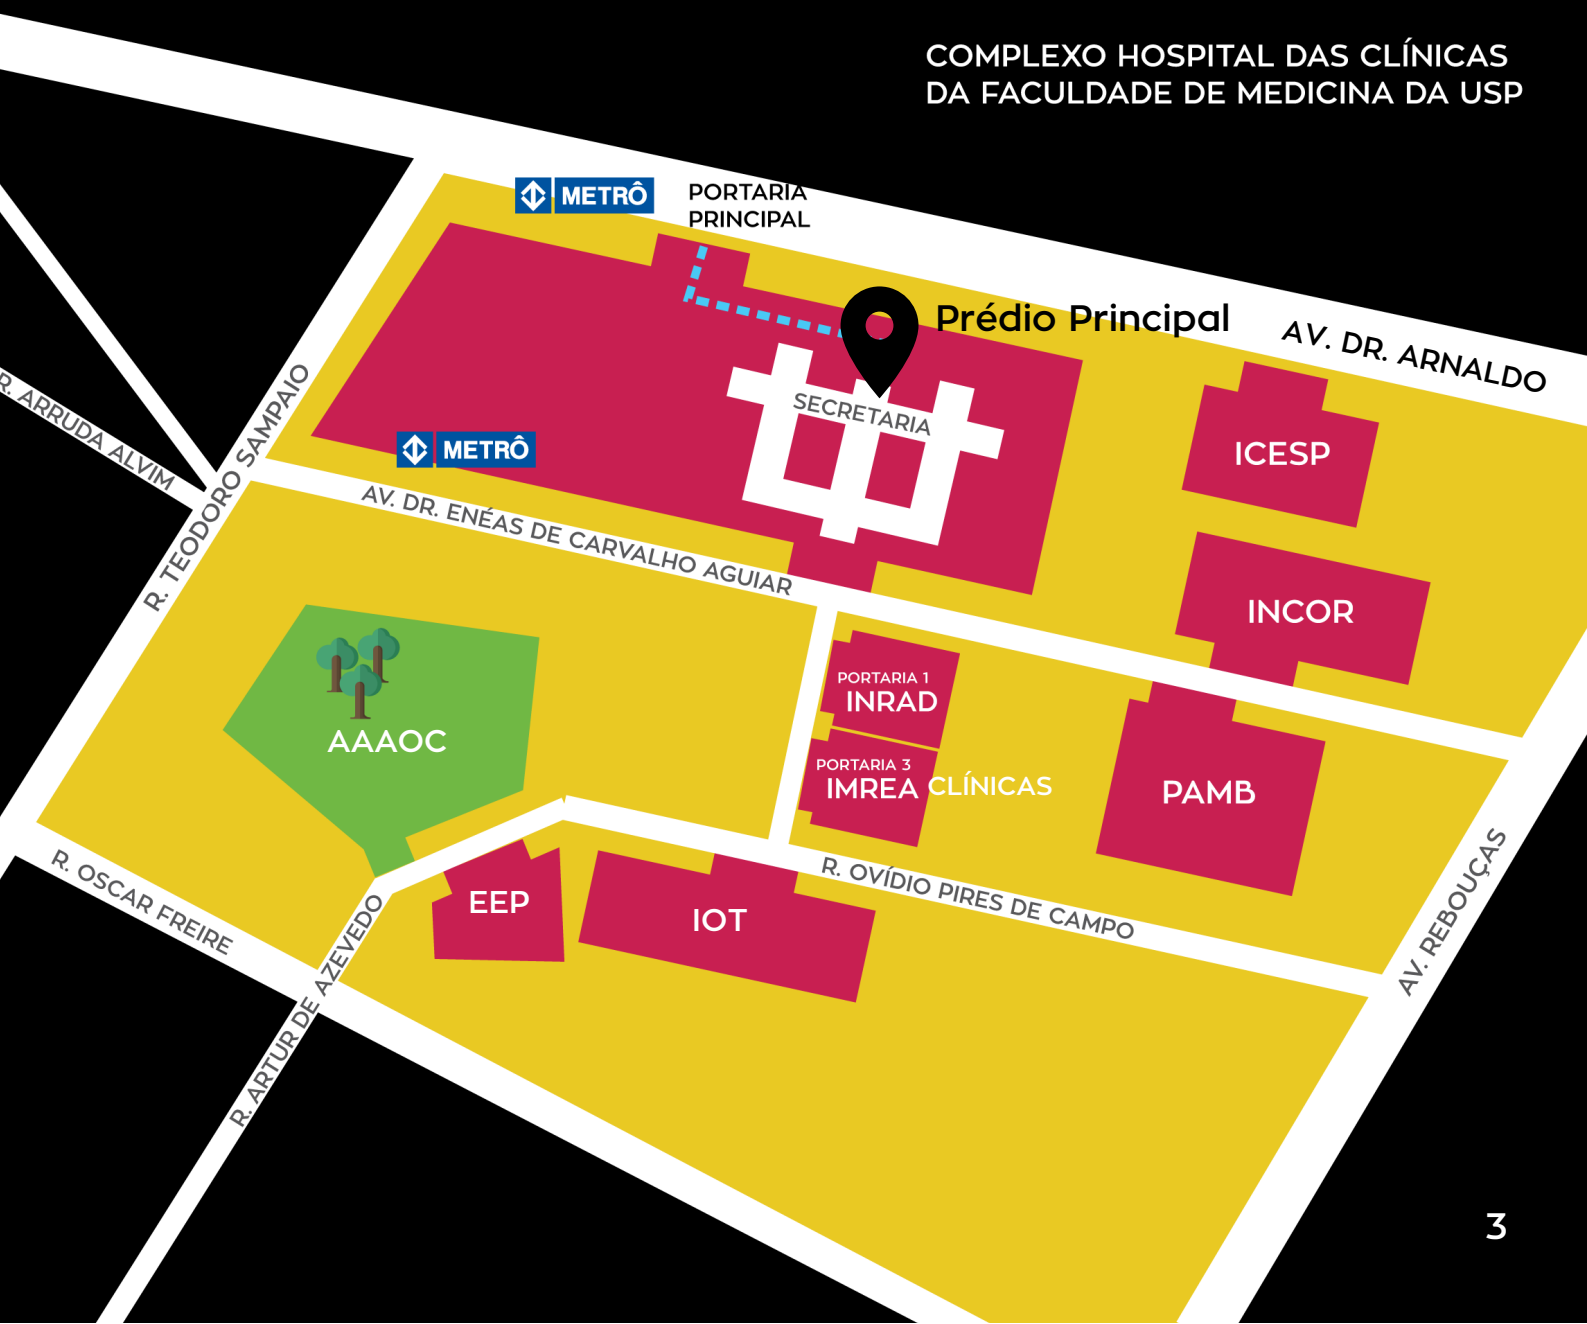 COMPLEXO HOSPITAL DAS CLÍNICAS
DA FACULDADE DE MEDICINA DA USP
METRÔ
PORTARIA
PRINCIPAL
Prédio Principal
AV. DR. ARNALDO
SECRETARIA
ICESP
METRÔ
R. ARRUDA ALVIM
R. TEODORO SAMPAIO
AV. DR. ENÉAS DE CARVALHO AGUIAR
INCOR
PORTARIA 1
INRAD
AAAOC
PORTARIA 3
IMREA CLÍNICAS
PAMB
R. OSCAR FREIRE
EEP
IOT
R. OVÍDIO PIRES DE CAMPO
AV. REBOUÇAS
R. ARTUR DE AZEVEDO
3